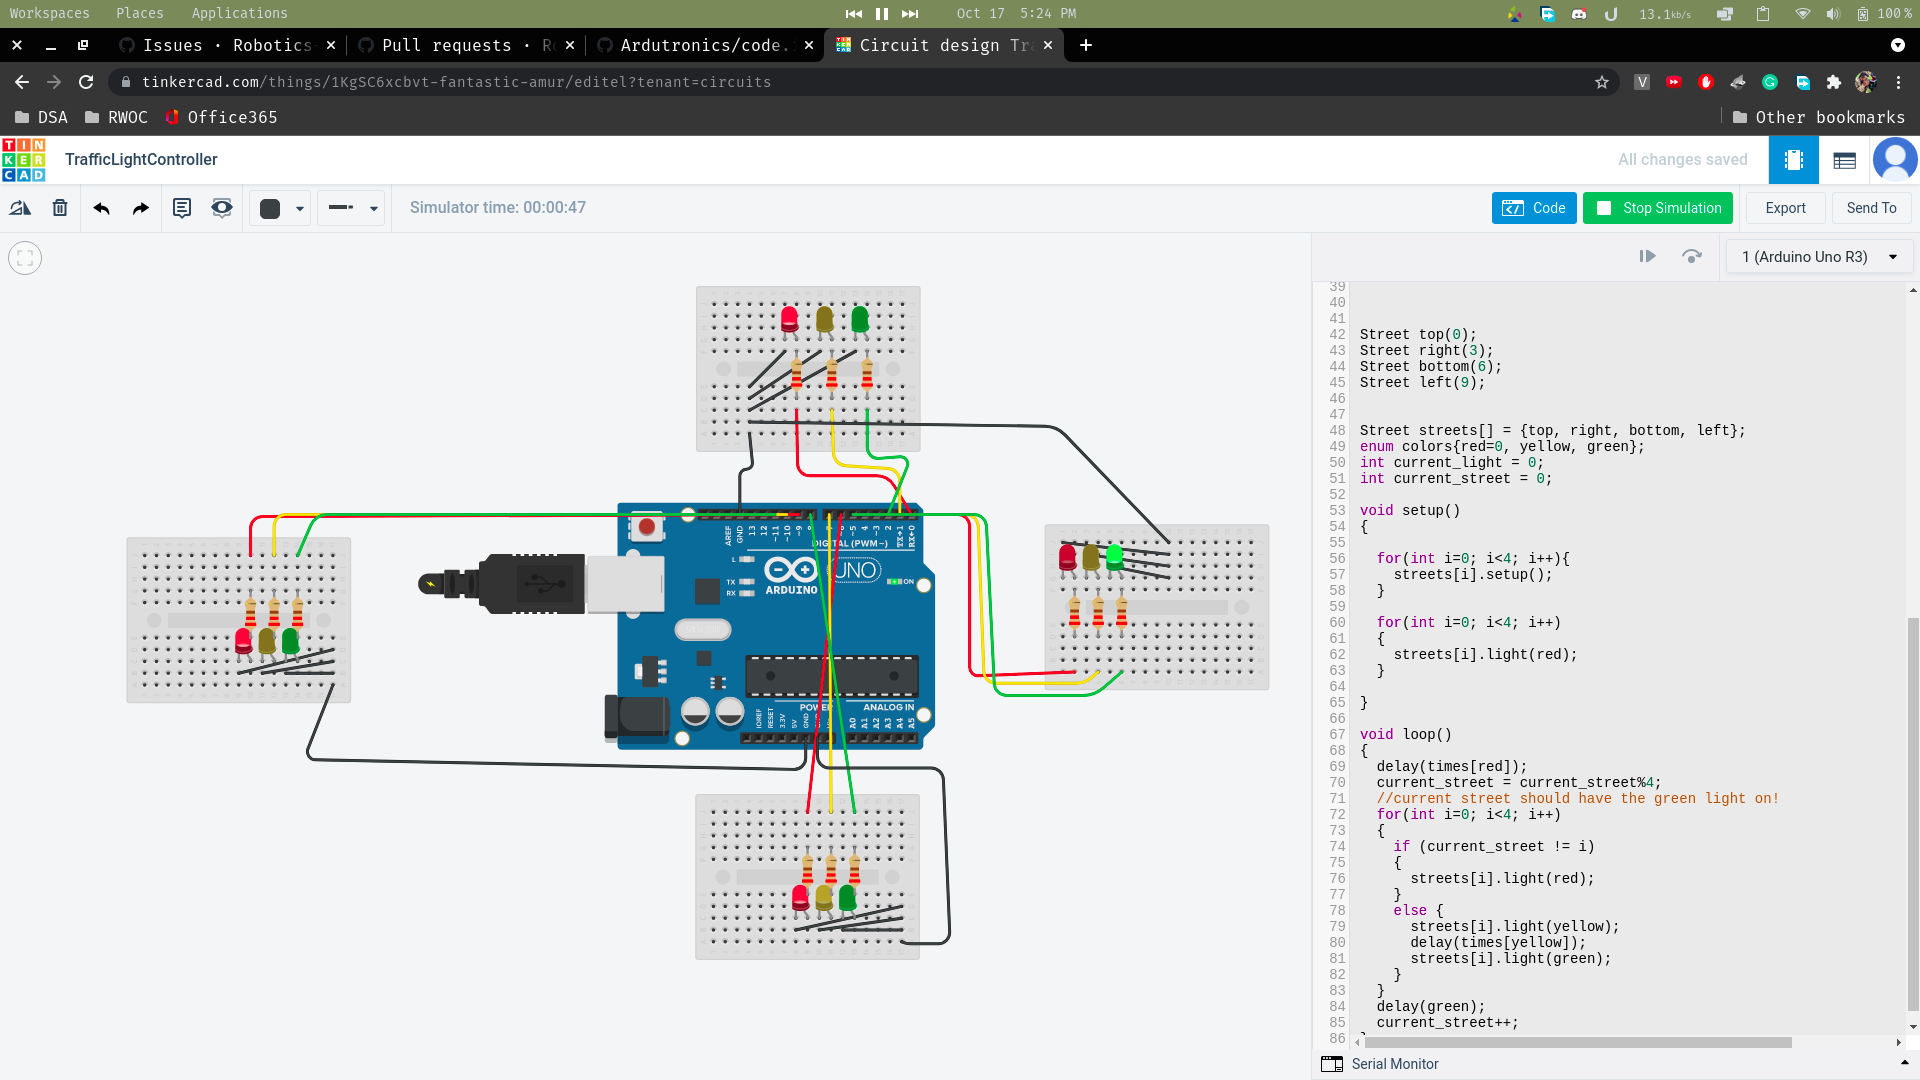 Workspaces Places Applications Oct 17 5:24 PM 13.1kb/s 100%
Issues · Robotics Pull requests · R Ardutronics/code. Circuit design Tr
tinkercad.com/things/1KgSC6xcbvt-fantastic-amur/editel?tenant=circuits
DSA RWOC Office365 Other bookmarks
TIN
KER
CAD
TrafficLightController All changes saved
Simulator time: 00:00:47 Code Stop Simulation Export Send To
1 (Arduino Uno R3)
39
40
41
42 Street top(0);
43 Street right(3);
44 Street bottom(6);
45 Street left(9);
46
47
48 Street streets[] = {top, right, bottom, left};
49 enum colors{red=0, yellow, green};
50 int current_light = 0;
51 int current_street = 0;
52
53 void setup()
54 {
55
56 for(int i=0; i<4; i++){
57 streets[i].setup();
58 }
59
60 for(int i=0; i<4; i++)
61 {
62 streets[i].light(red);
63 }
64
65 }
66
67 void loop()
68 {
69 delay(times[red]);
70 current_street = current_street%4;
71 //current street should have the green light on!
72 for(int i=0; i<4; i++)
73 {
74 if (current_street != i)
75 {
76 streets[i].light(red);
77 }
78 else {
79 streets[i].light(yellow);
80 delay(times[yellow]);
81 streets[i].light(green);
82 }
83 }
84 delay(green);
85 current_street++;
86 }
Serial Monitor
AREF GND 13 12 ~11 ~10 ~9 8 ~5 4 ~3 2 TX→1 RX←0
DIGITAL (PWM~)
L
TX
RX
ARDUINO
UNO
ON
POWER ANALOG IN
IOREF RESET 3.3V 5V GND A0 A1 A2 A3 A4 A5